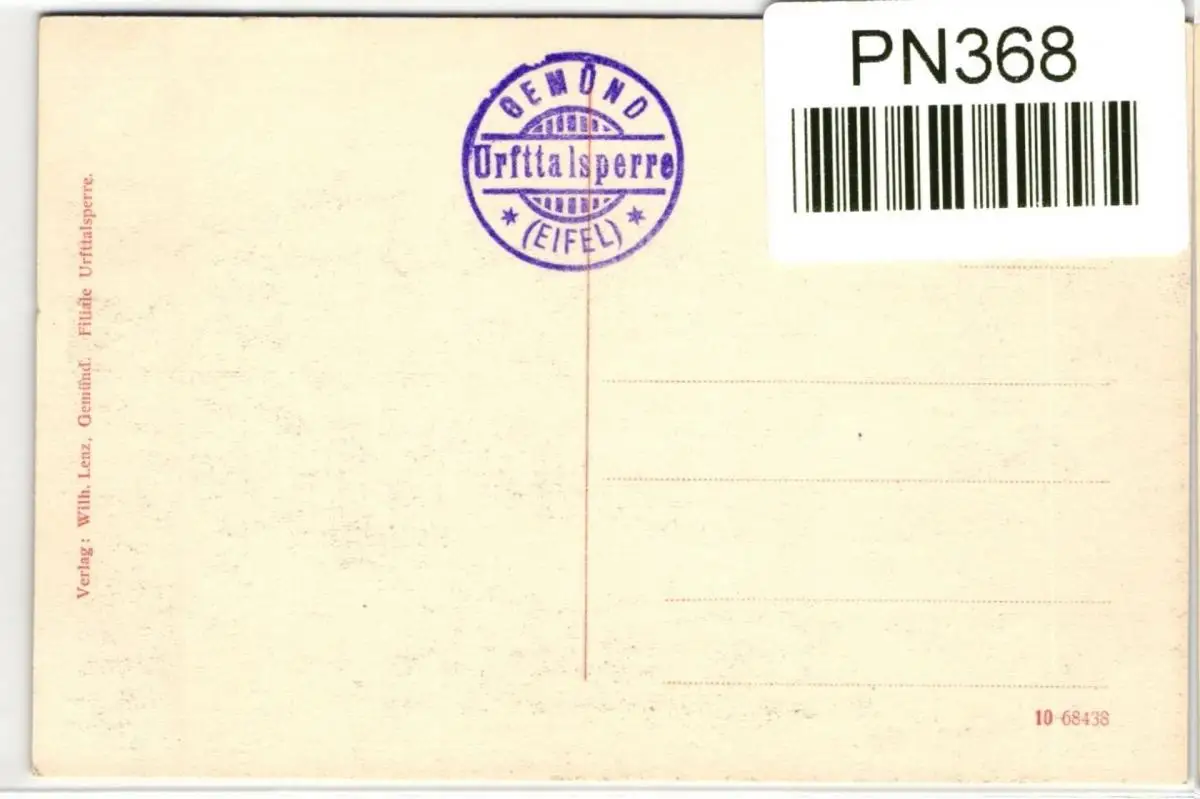 PN368
GEMÜND
Urfttalsperre
(EIFEL)
Verlag: Wilh. Lenz, Gemünd. Filiale Urfttalsperre.
10-68438